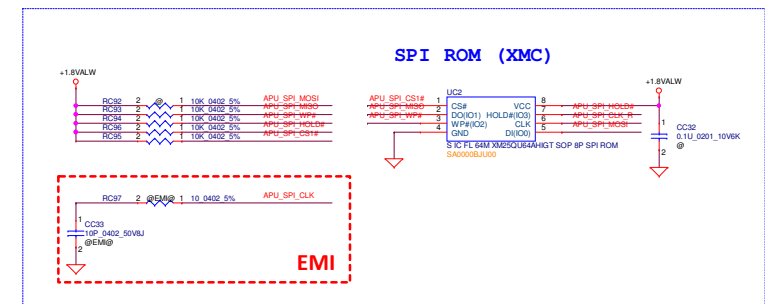 SPI ROM (XMC)
+1.8VALW
RC92 2 @ 1 10K_0402_5% APU_SPI_MOSI
RC93 2 1 10K_0402_5% APU_SPI_MISO
RC94 2 1 10K_0402_5% APU_SPI_WP#
RC96 2 1 10K_0402_5% APU_SPI_HOLD#
RC95 2 1 10K_0402_5% APU_SPI_CS1#
+1.8VALW
UC2
APU_SPI_CS1# 1 CS# VCC 8
APU_SPI_MISO 2 DO(IO1) HOLD#(IO3) 7 APU_SPI_HOLD#
APU_SPI_WP# 3 WP#(IO2) CLK 6 APU_SPI_CLK_R
4 GND DI(IO0) 5 APU_SPI_MOSI
S IC FL 64M XM25QU64AHIGT SOP 8P SPI ROM
SA0000BJU00
1
CC32
0.1U_0201_10V6K
@
2
RC97 2 @EMI@ 1 10_0402_5% APU_SPI_CLK
1
CC33
10P_0402_50V8J
@EMI@
2
EMI